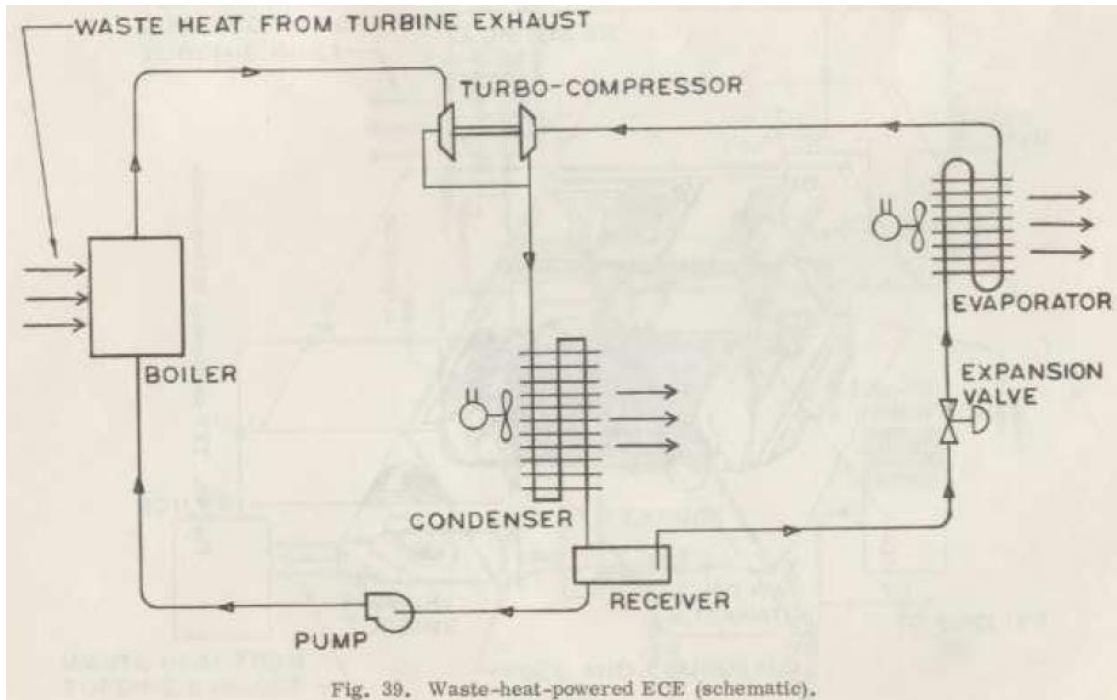 WASTE HEAT FROM TURBINE EXHAUST
TURBO-COMPRESSOR
EVAPORATOR
BOILER
EXPANSION
VALVE
CONDENSER
RECEIVER
PUMP
Fig. 39. Waste-heat-powered ECE (schematic).